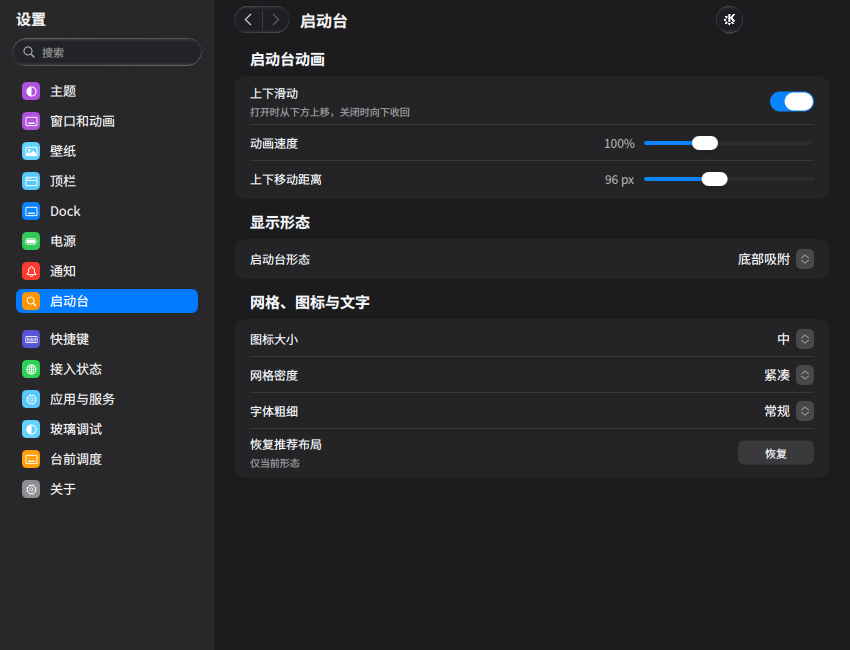 设置
搜索
主题
窗口和动画
壁纸
顶栏
Dock
电源
通知
启动台
快捷键
接入状态
应用与服务
玻璃调试
台前调度
关于
启动台
启动台动画
上下滑动
打开时从下方上移，关闭时向下收回
动画速度 100%
上下移动距离 96 px
显示形态
启动台形态 底部吸附
网格、图标与文字
图标大小 中
网格密度 紧凑
字体粗细 常规
恢复推荐布局
仅当前形态
恢复